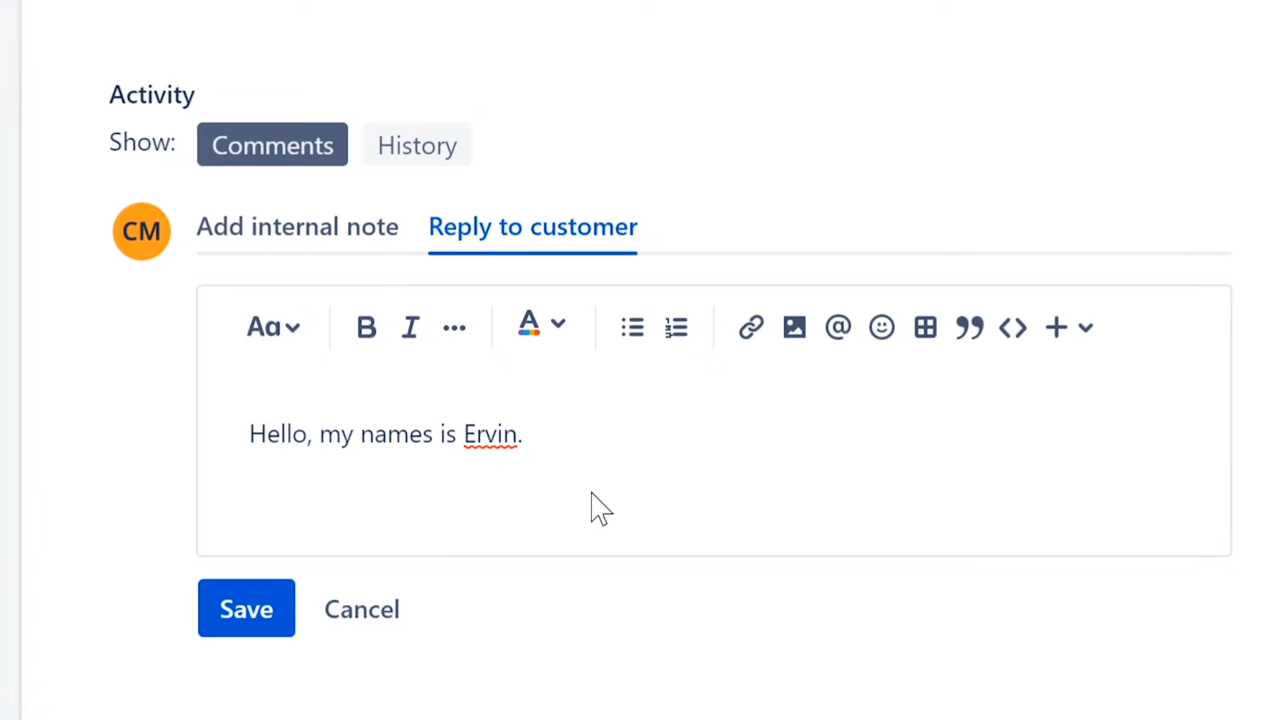 Activity
Show: Comments History
CM Add internal note Reply to customer
Aa B I ... A @ + 
Hello, my names is Ervin.
Save Cancel